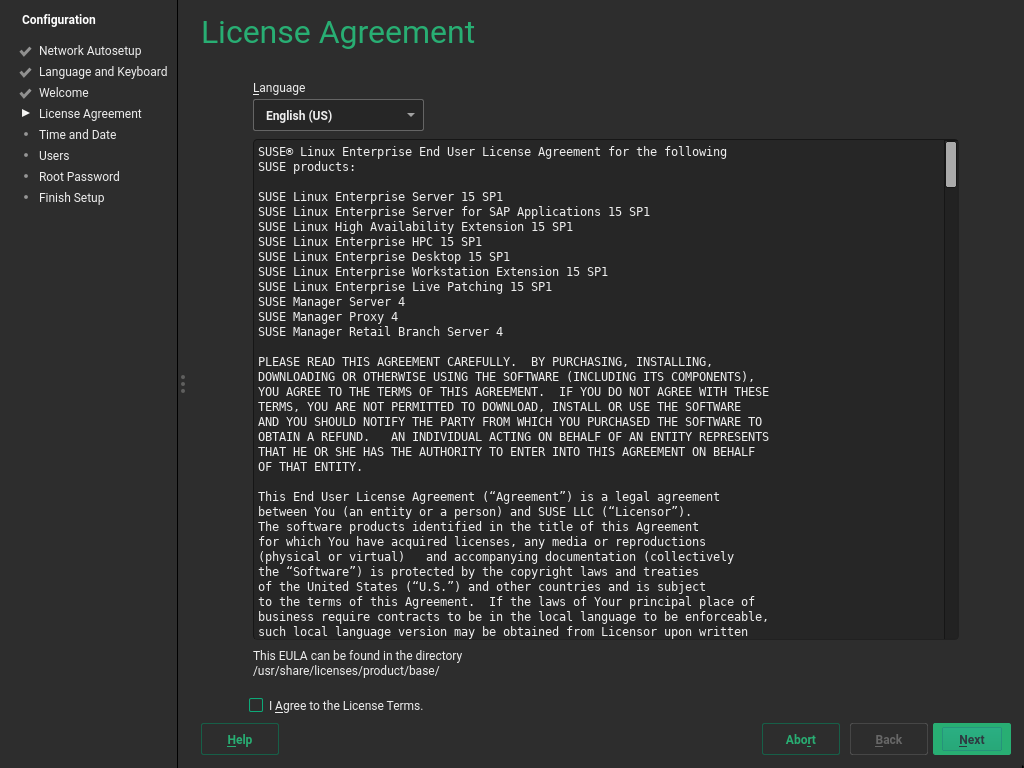 Configuration
Network Autosetup
Language and Keyboard
Welcome
License Agreement
Time and Date
Users
Root Password
Finish Setup
License Agreement
Language
English (US)
SUSE® Linux Enterprise End User License Agreement for the following
SUSE products:
SUSE Linux Enterprise Server 15 SP1
SUSE Linux Enterprise Server for SAP Applications 15 SP1
SUSE Linux High Availability Extension 15 SP1
SUSE Linux Enterprise HPC 15 SP1
SUSE Linux Enterprise Desktop 15 SP1
SUSE Linux Enterprise Workstation Extension 15 SP1
SUSE Linux Enterprise Live Patching 15 SP1
SUSE Manager Server 4
SUSE Manager Proxy 4
SUSE Manager Retail Branch Server 4
PLEASE READ THIS AGREEMENT CAREFULLY.  BY PURCHASING, INSTALLING,
DOWNLOADING OR OTHERWISE USING THE SOFTWARE (INCLUDING ITS COMPONENTS),
YOU AGREE TO THE TERMS OF THIS AGREEMENT.  IF YOU DO NOT AGREE WITH THESE
TERMS, YOU ARE NOT PERMITTED TO DOWNLOAD, INSTALL OR USE THE SOFTWARE
AND YOU SHOULD NOTIFY THE PARTY FROM WHICH YOU PURCHASED THE SOFTWARE TO
OBTAIN A REFUND.   AN INDIVIDUAL ACTING ON BEHALF OF AN ENTITY REPRESENTS
THAT HE OR SHE HAS THE AUTHORITY TO ENTER INTO THIS AGREEMENT ON BEHALF
OF THAT ENTITY.
This End User License Agreement (“Agreement”) is a legal agreement
between You (an entity or a person) and SUSE LLC (“Licensor”).
The software products identified in the title of this Agreement
for which You have acquired licenses, any media or reproductions
(physical or virtual)   and accompanying documentation (collectively
the “Software”) is protected by the copyright laws and treaties
of the United States (“U.S.”) and other countries and is subject
to the terms of this Agreement.  If the laws of Your principal place of
business require contracts to be in the local language to be enforceable,
such local language version may be obtained from Licensor upon written
This EULA can be found in the directory
/usr/share/licenses/product/base/
I Agree to the License Terms.
Help
Abort
Back
Next